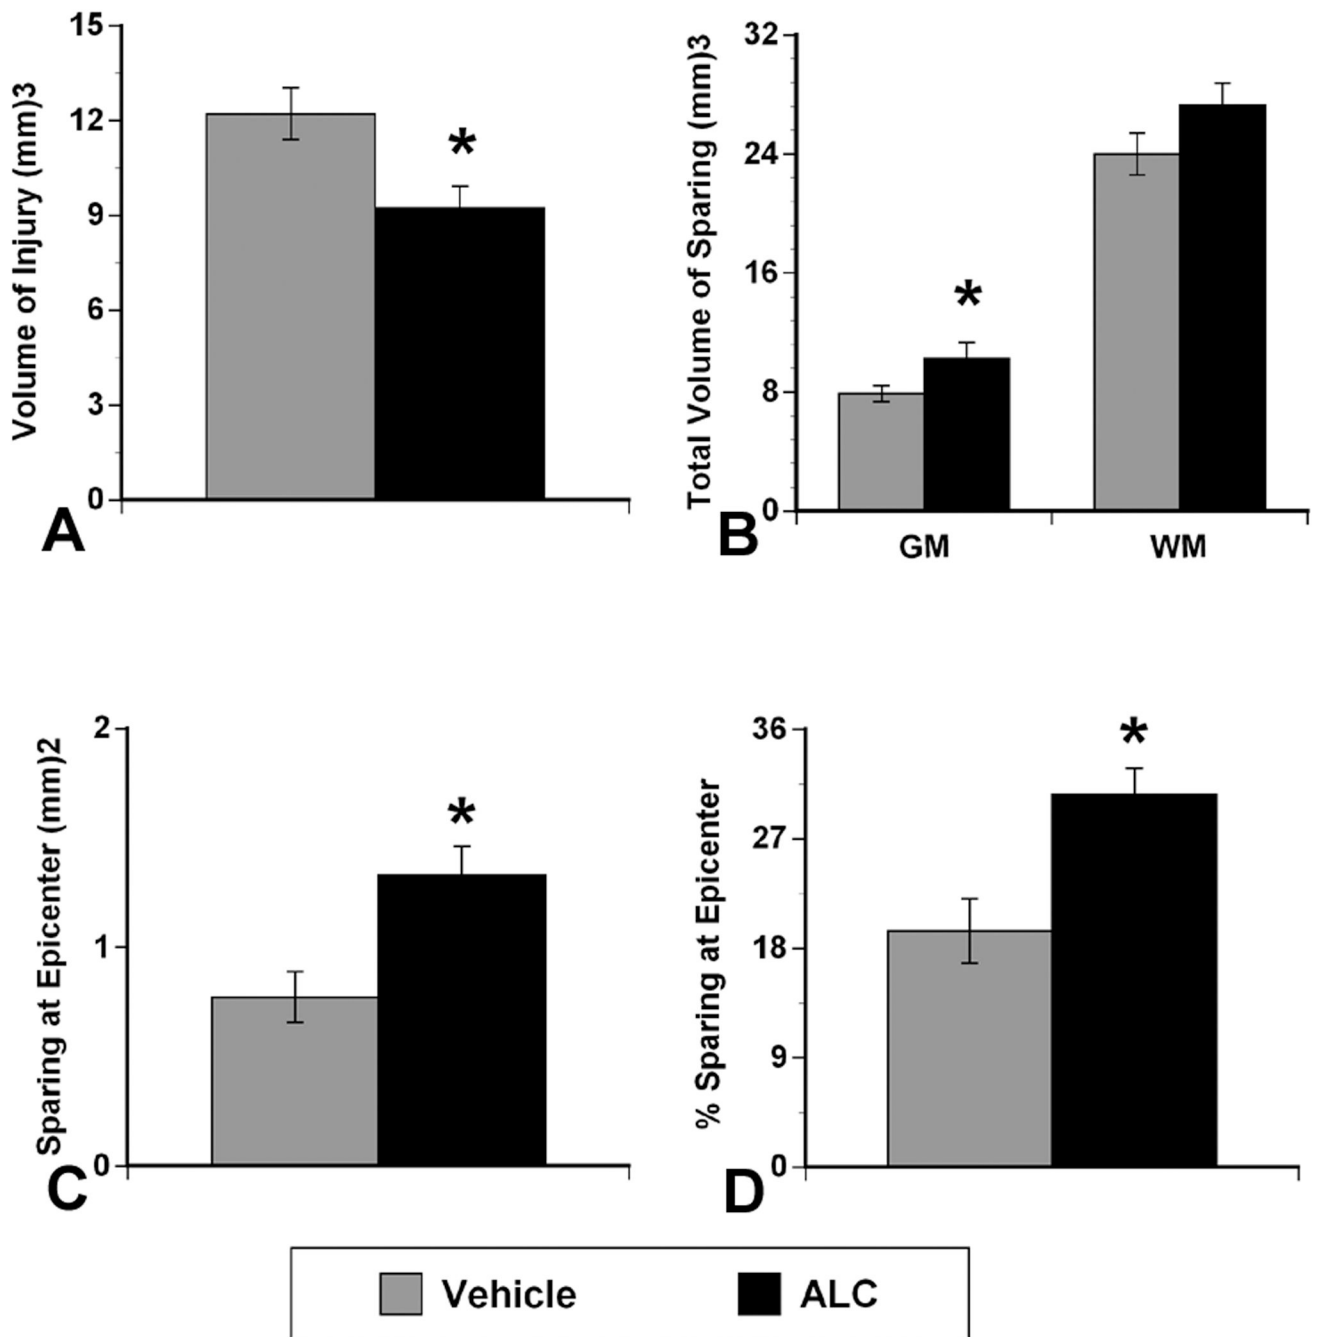 Volume of Injury (mm)3
15
12
9
6
3
0
*
A
Total Volume of Sparing (mm)3
32
24
16
8
0
*
GM
WM
B
Sparing at Epicenter (mm)2
2
1
0
*
C
% Sparing at Epicenter
36
27
18
9
0
*
D
Vehicle
ALC